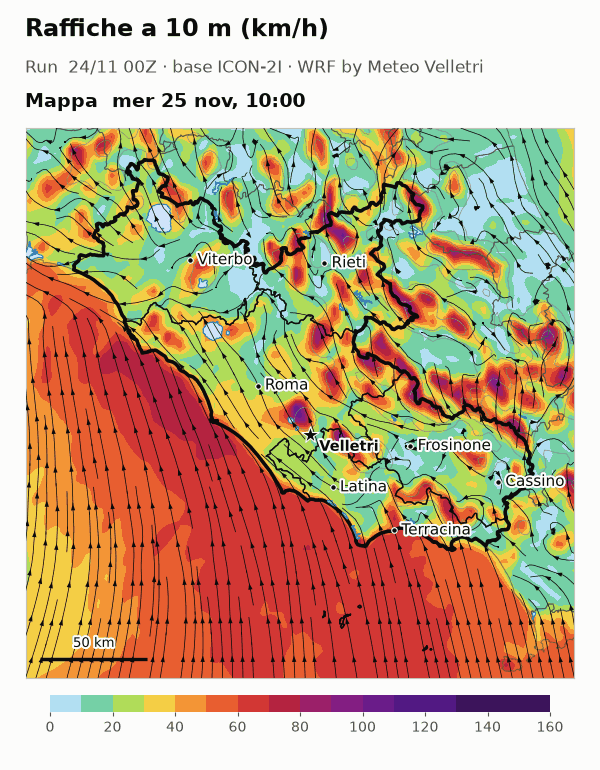 Raffiche a 10 m (km/h)
Run  24/11 00Z · base ICON-2I · WRF by Meteo Velletri
Mappa  mer 25 nov, 10:00
Viterbo
Rieti
Roma
Velletri
Frosinone
Latina
Cassino
Terracina
50 km
0 20 40 60 80 100 120 140 160